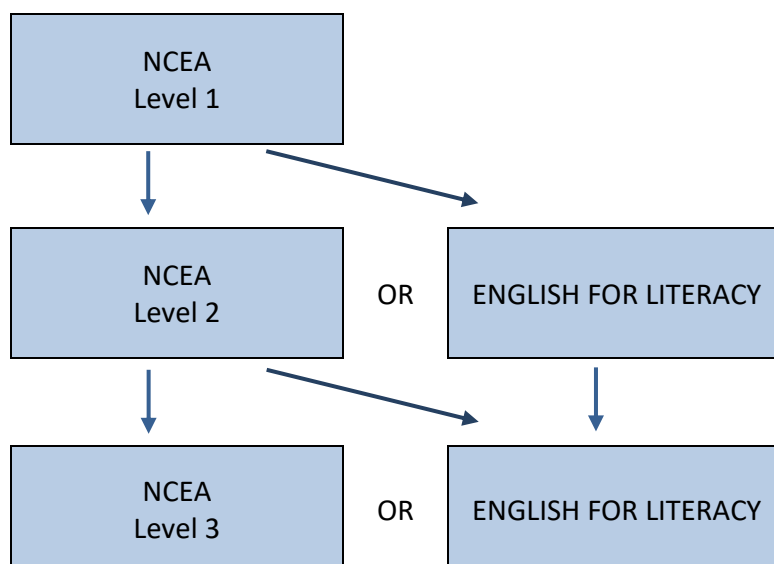 NCEA
Level 1
NCEA
Level 2
OR
ENGLISH FOR LITERACY
NCEA
Level 3
OR
ENGLISH FOR LITERACY